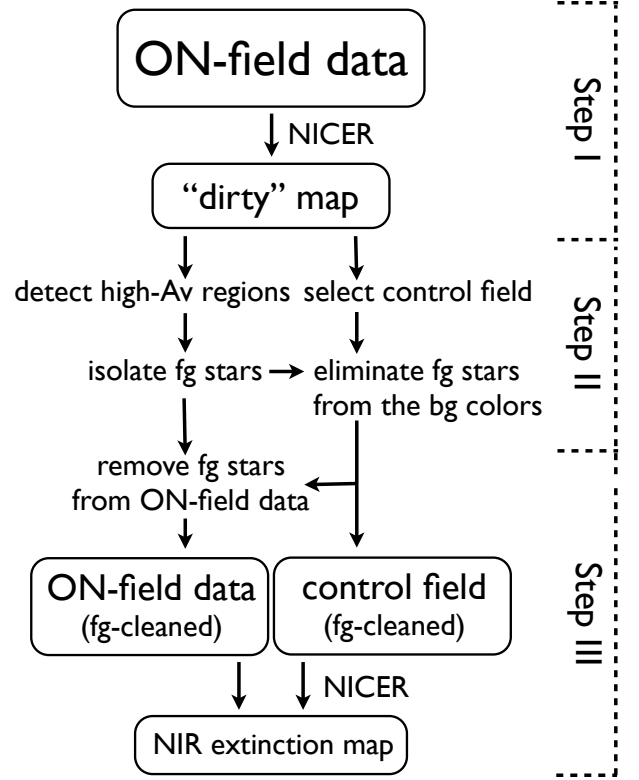 ON-field data
NICER
Step I
“dirty” map
detect high-Av regions select control field
isolate fg stars
eliminate fg stars
from the bg colors
Step II
remove fg stars
from ON-field data
ON-field data
(fg-cleaned)
control field
(fg-cleaned)
Step III
NICER
NIR extinction map